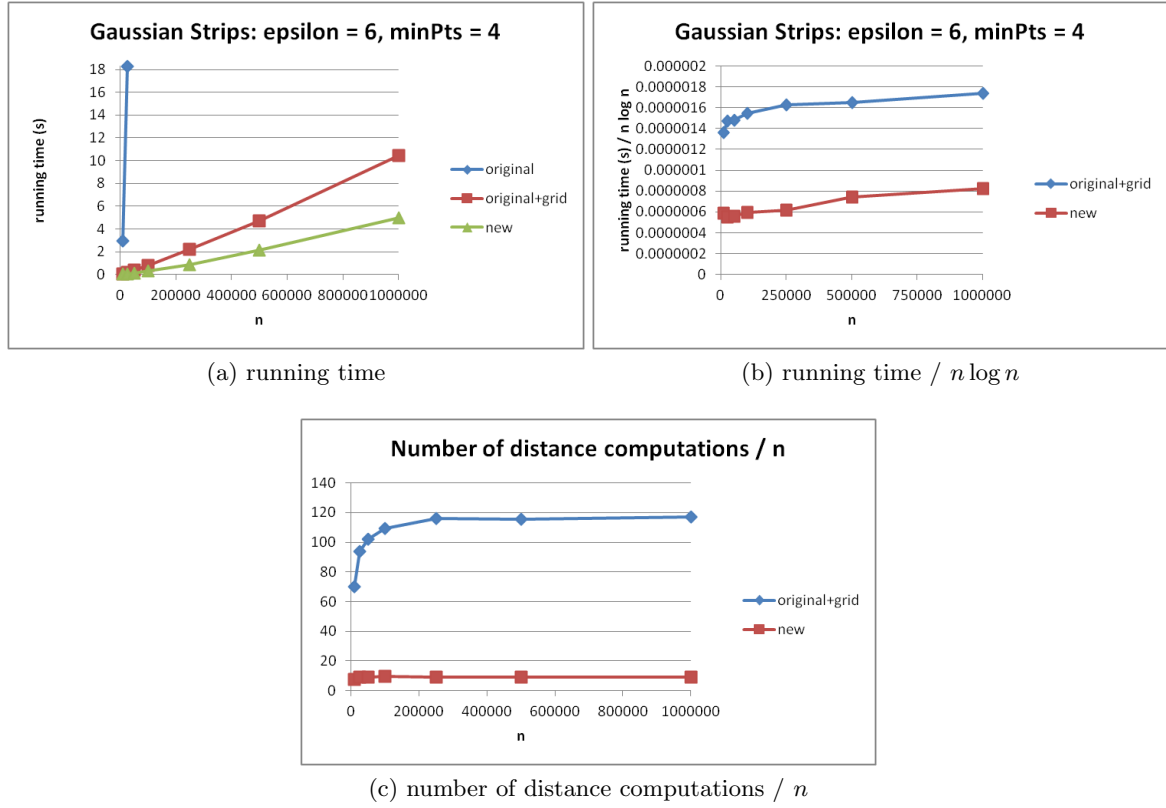 Gaussian Strips: epsilon = 6, minPts = 4
running time (s)
18
16
14
12
10
8
6
4
2
0
0 200000 400000 600000 800000 1000000
n
original
original+grid
new
(a) running time
Gaussian Strips: epsilon = 6, minPts = 4
running time (s) / n log n
0.000002
0.0000018
0.0000016
0.0000014
0.0000012
0.000001
0.0000008
0.0000006
0.0000004
0.0000002
0
0 250000 500000 750000 1000000
n
original+grid
new
(b) running time / n log n
Number of distance computations / n
140
120
100
80
60
40
20
0
0 200000 400000 600000 800000 1000000
n
original+grid
new
(c) number of distance computations / n